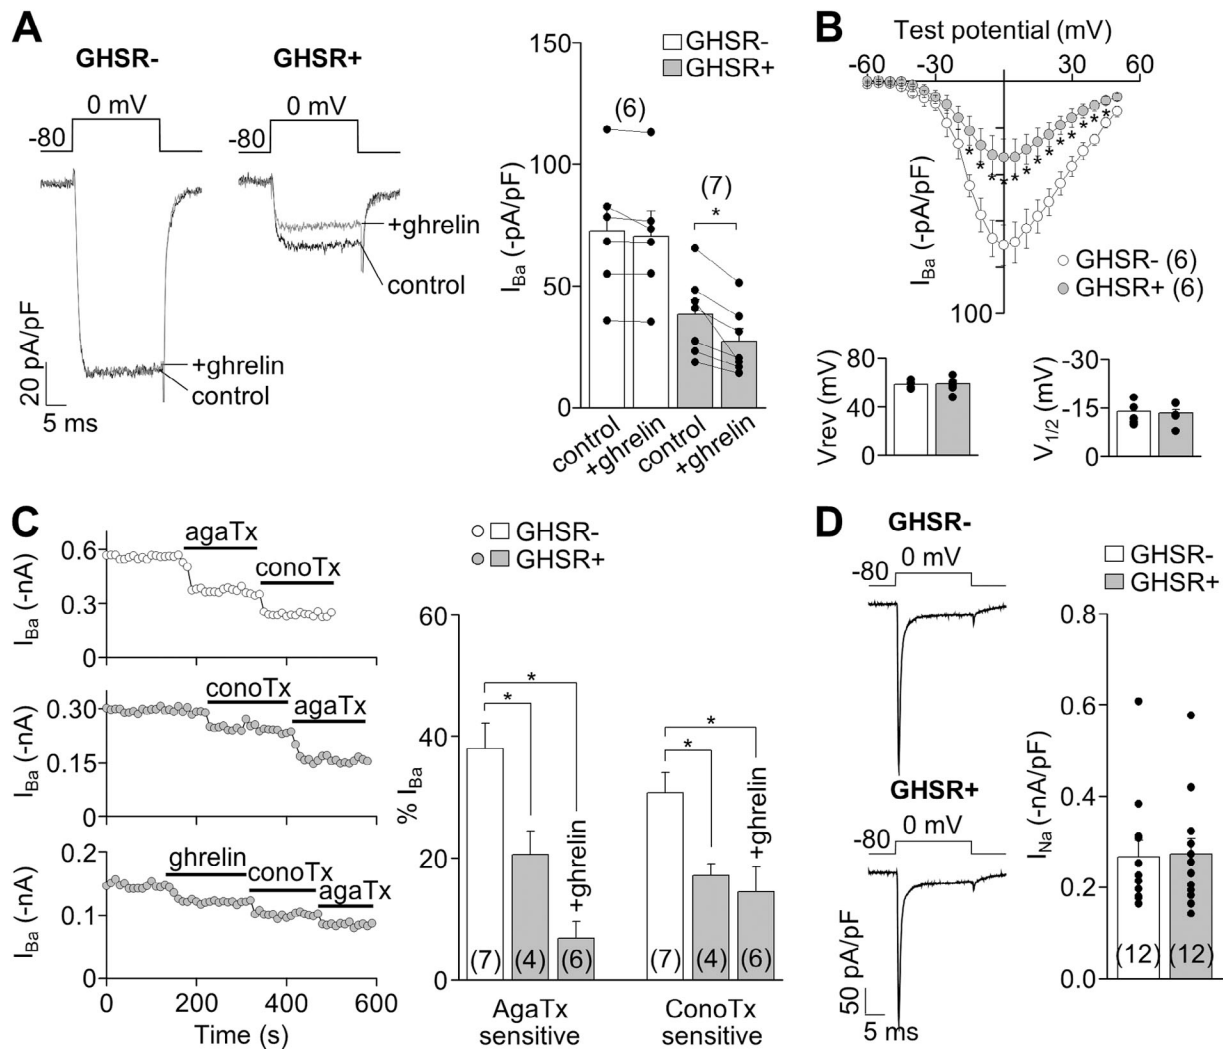 A
GHSR-
GHSR+
0 mV
-80
0 mV
-80
+ghrelin
control
+ghrelin
control
20 pA/pF
5 ms
GHSR-
GHSR+
150
100
50
0
I_Ba (-pA/pF)
(6)
(7)
*
control
+ghrelin
control
+ghrelin
B
Test potential (mV)
-60 -30 30 60
I_Ba (-pA/pF)
100
* * * * * * * * * * *
GHSR- (6)
GHSR+ (6)
Vrev (mV)
80
40
0
V_1/2 (mV)
-30
-15
0
C
GHSR-
GHSR+
I_Ba (-nA)
0.6
0.3
0
agaTx
conoTx
I_Ba (-nA)
0.30
0.15
0
conoTx
agaTx
I_Ba (-nA)
0.2
0.1
0
ghrelin
conoTx
agaTx
0 200 400 600
Time (s)
% I_Ba
60
40
20
0
*
*
*
*
+ghrelin
+ghrelin
(7) (4) (6)
(7) (4) (6)
AgaTx
sensitive
ConoTx
sensitive
D
GHSR-
0 mV
-80
GHSR+
0 mV
-80
50 pA/pF
5 ms
GHSR-
GHSR+
I_Na (-nA/pF)
0.8
0.6
0.4
0.2
0.0
(12) (12)